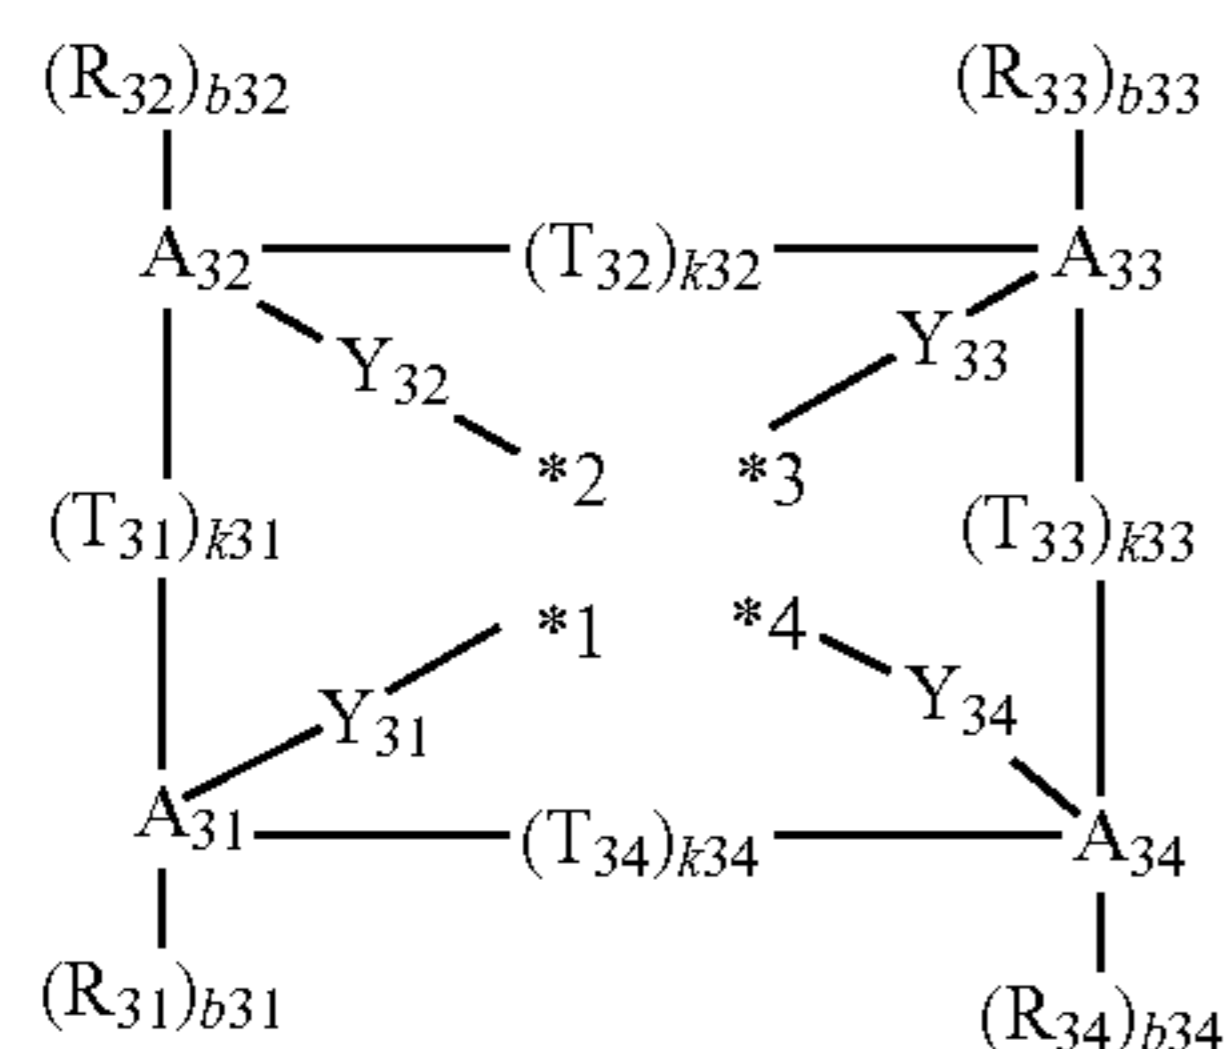 (R32)b32 (R33)b33
A32 (T32)k32 A33
Y32 Y33
*2 *3
(T31)k31 (T33)k33
*1 *4
Y31 Y34
A31 (T34)k34 A34
(R31)b31 (R34)b34